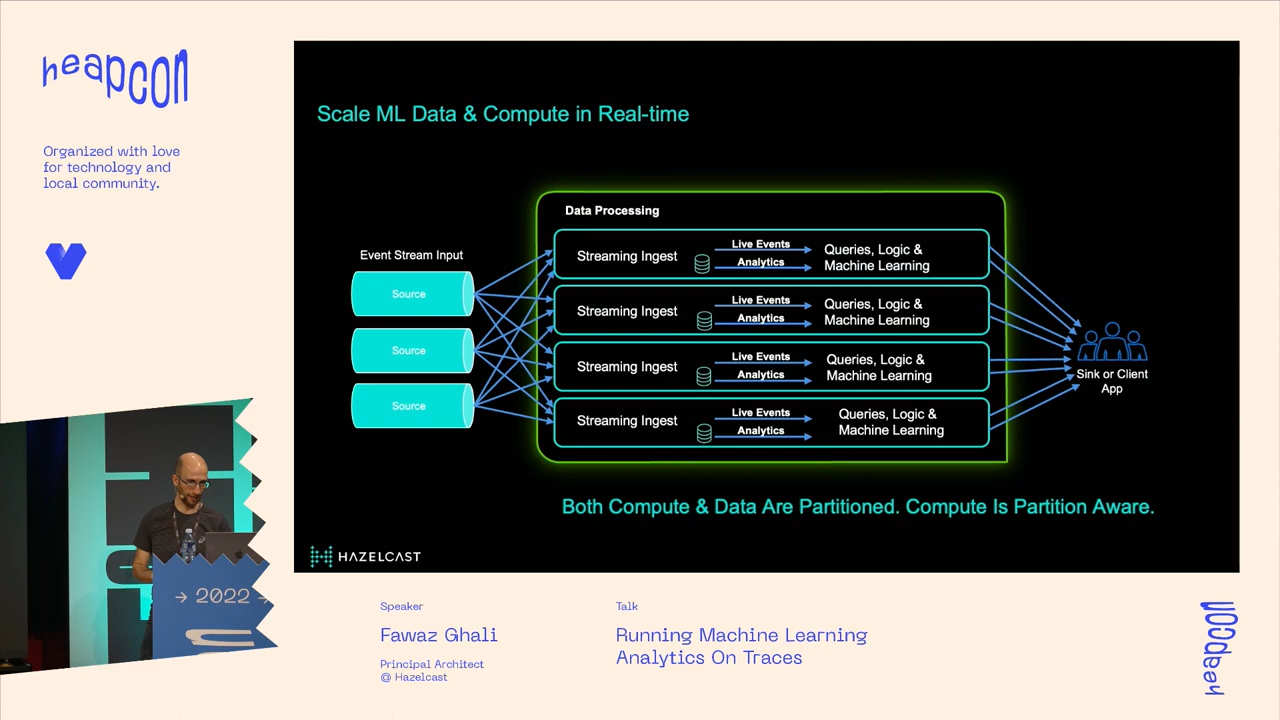 heapcon
Organized with love
for technology and
local community.
Scale ML Data & Compute in Real-time
Event Stream Input
Source
Source
Source
Data Processing
Streaming Ingest
Live Events
Analytics
Queries, Logic &
Machine Learning
Streaming Ingest
Live Events
Analytics
Queries, Logic &
Machine Learning
Streaming Ingest
Live Events
Analytics
Queries, Logic &
Machine Learning
Streaming Ingest
Live Events
Analytics
Queries, Logic &
Machine Learning
Sink or Client
App
Both Compute & Data Are Partitioned. Compute Is Partition Aware.
HAZELCAST
→ 2022 →
Speaker
Fawaz Ghali
Principal Architect
@ Hazelcast
Talk
Running Machine Learning
Analytics On Traces
heapcon